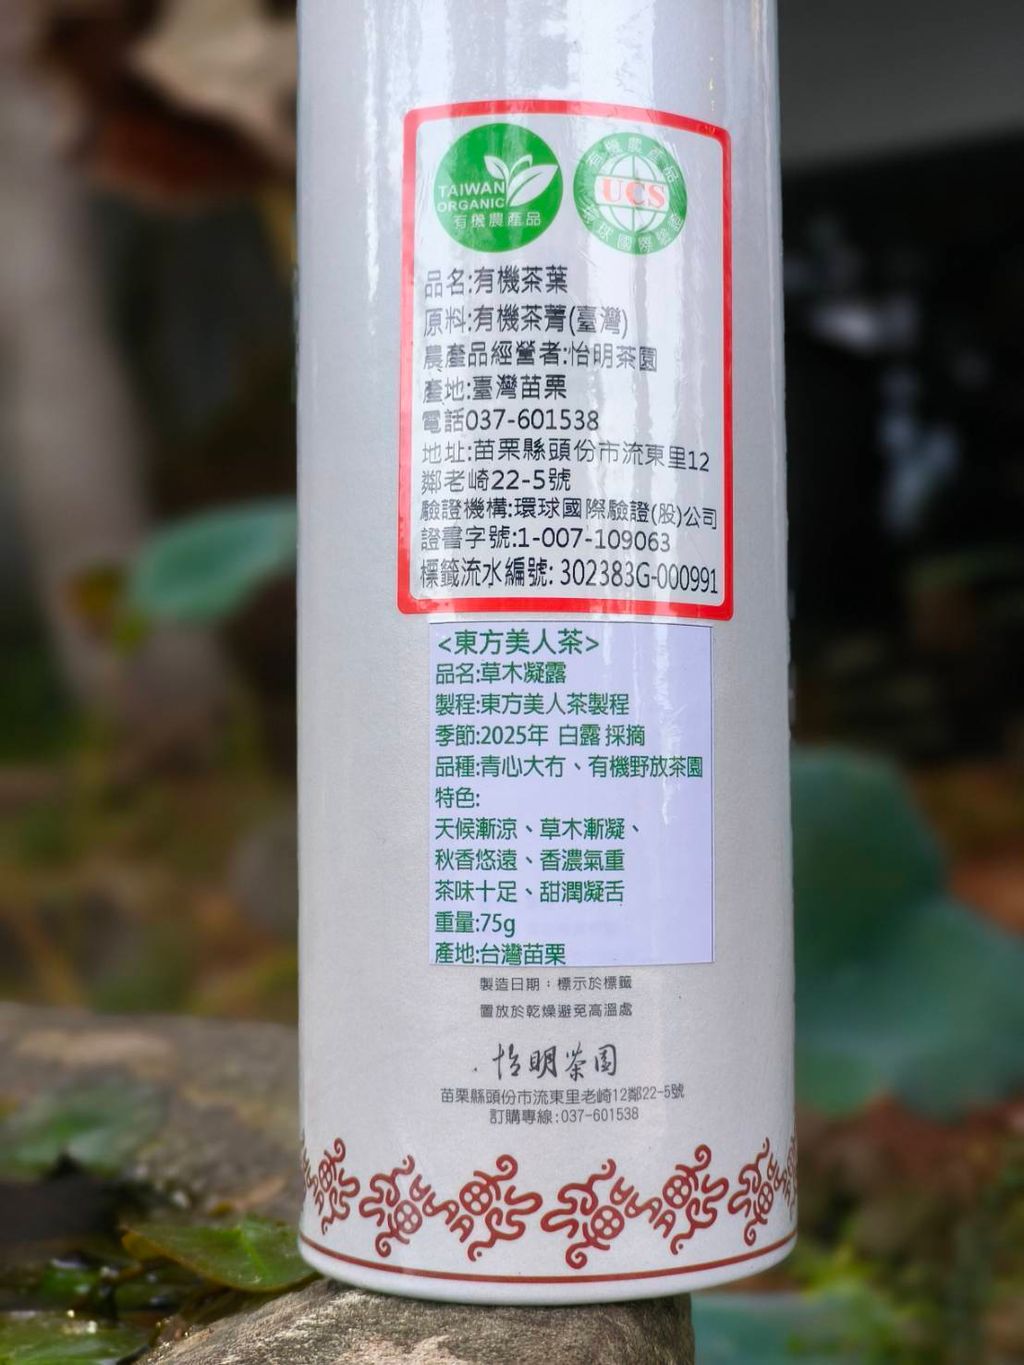 TAIWAN
ORGANIC
有機農產品
有機農產品
UCS
環球國際驗證
品名:有機茶葉
原料:有機茶菁(臺灣)
農產品經營者:怡明茶園
產地:臺灣苗栗
電話037-601538
地址:苗栗縣頭份市流東里12
鄰老崎22-5號
驗證機構:環球國際驗證(股)公司
證書字號:1-007-109063
標籤流水編號: 302383G-000991
<東方美人茶>
品名:草木凝露
製程:東方美人茶製程
季節:2025年 白露 採摘
品種:青心大冇、有機野放茶園
特色:
天候漸涼、草木漸凝、
秋香悠遠、香濃氣重
茶味十足、甜潤凝舌
重量:75g
產地:台灣苗栗
製造日期：標示於標籤
置放於乾燥避免高溫處
怡明茶園
苗栗縣頭份市流東里老崎12鄰22-5號
訂購專線:037-601538